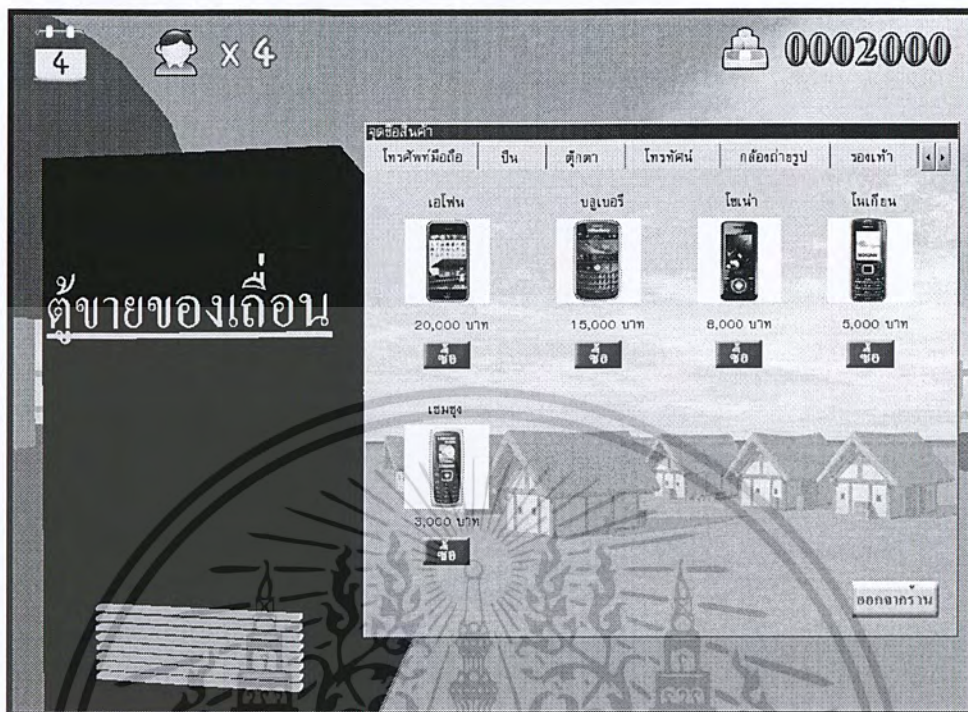 4
x 4
0002000
จุดซื้อสินค้า
โทรศัพท์มือถือ ปืน ตุ๊กตา โทรทัศน์ กล้องถ่ายรูป รองเท้า
เอโฟน บลูเบอรี โซเน่า โนเกียน
20,000 บาท 15,000 บาท 8,000 บาท 5,000 บาท
ซื้อ ซื้อ ซื้อ ซื้อ
ตู้ขายของเถื่อน
เซมซุง
3,000 บาท
ซื้อ
ออกจากร้าน